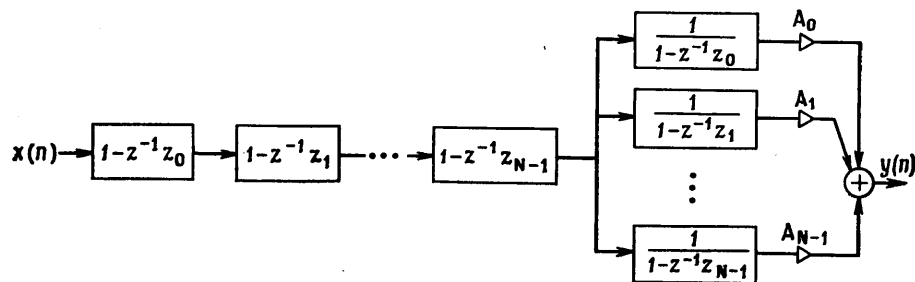 x(n)
1-z⁻¹z₀
1-z⁻¹z₁
...
1-z⁻¹z_{N-1}
1
1-z⁻¹z₀
A₀
1
1-z⁻¹z₁
A₁
⋮
1
1-z⁻¹z_{N-1}
A_{N-1}
+
y(n)